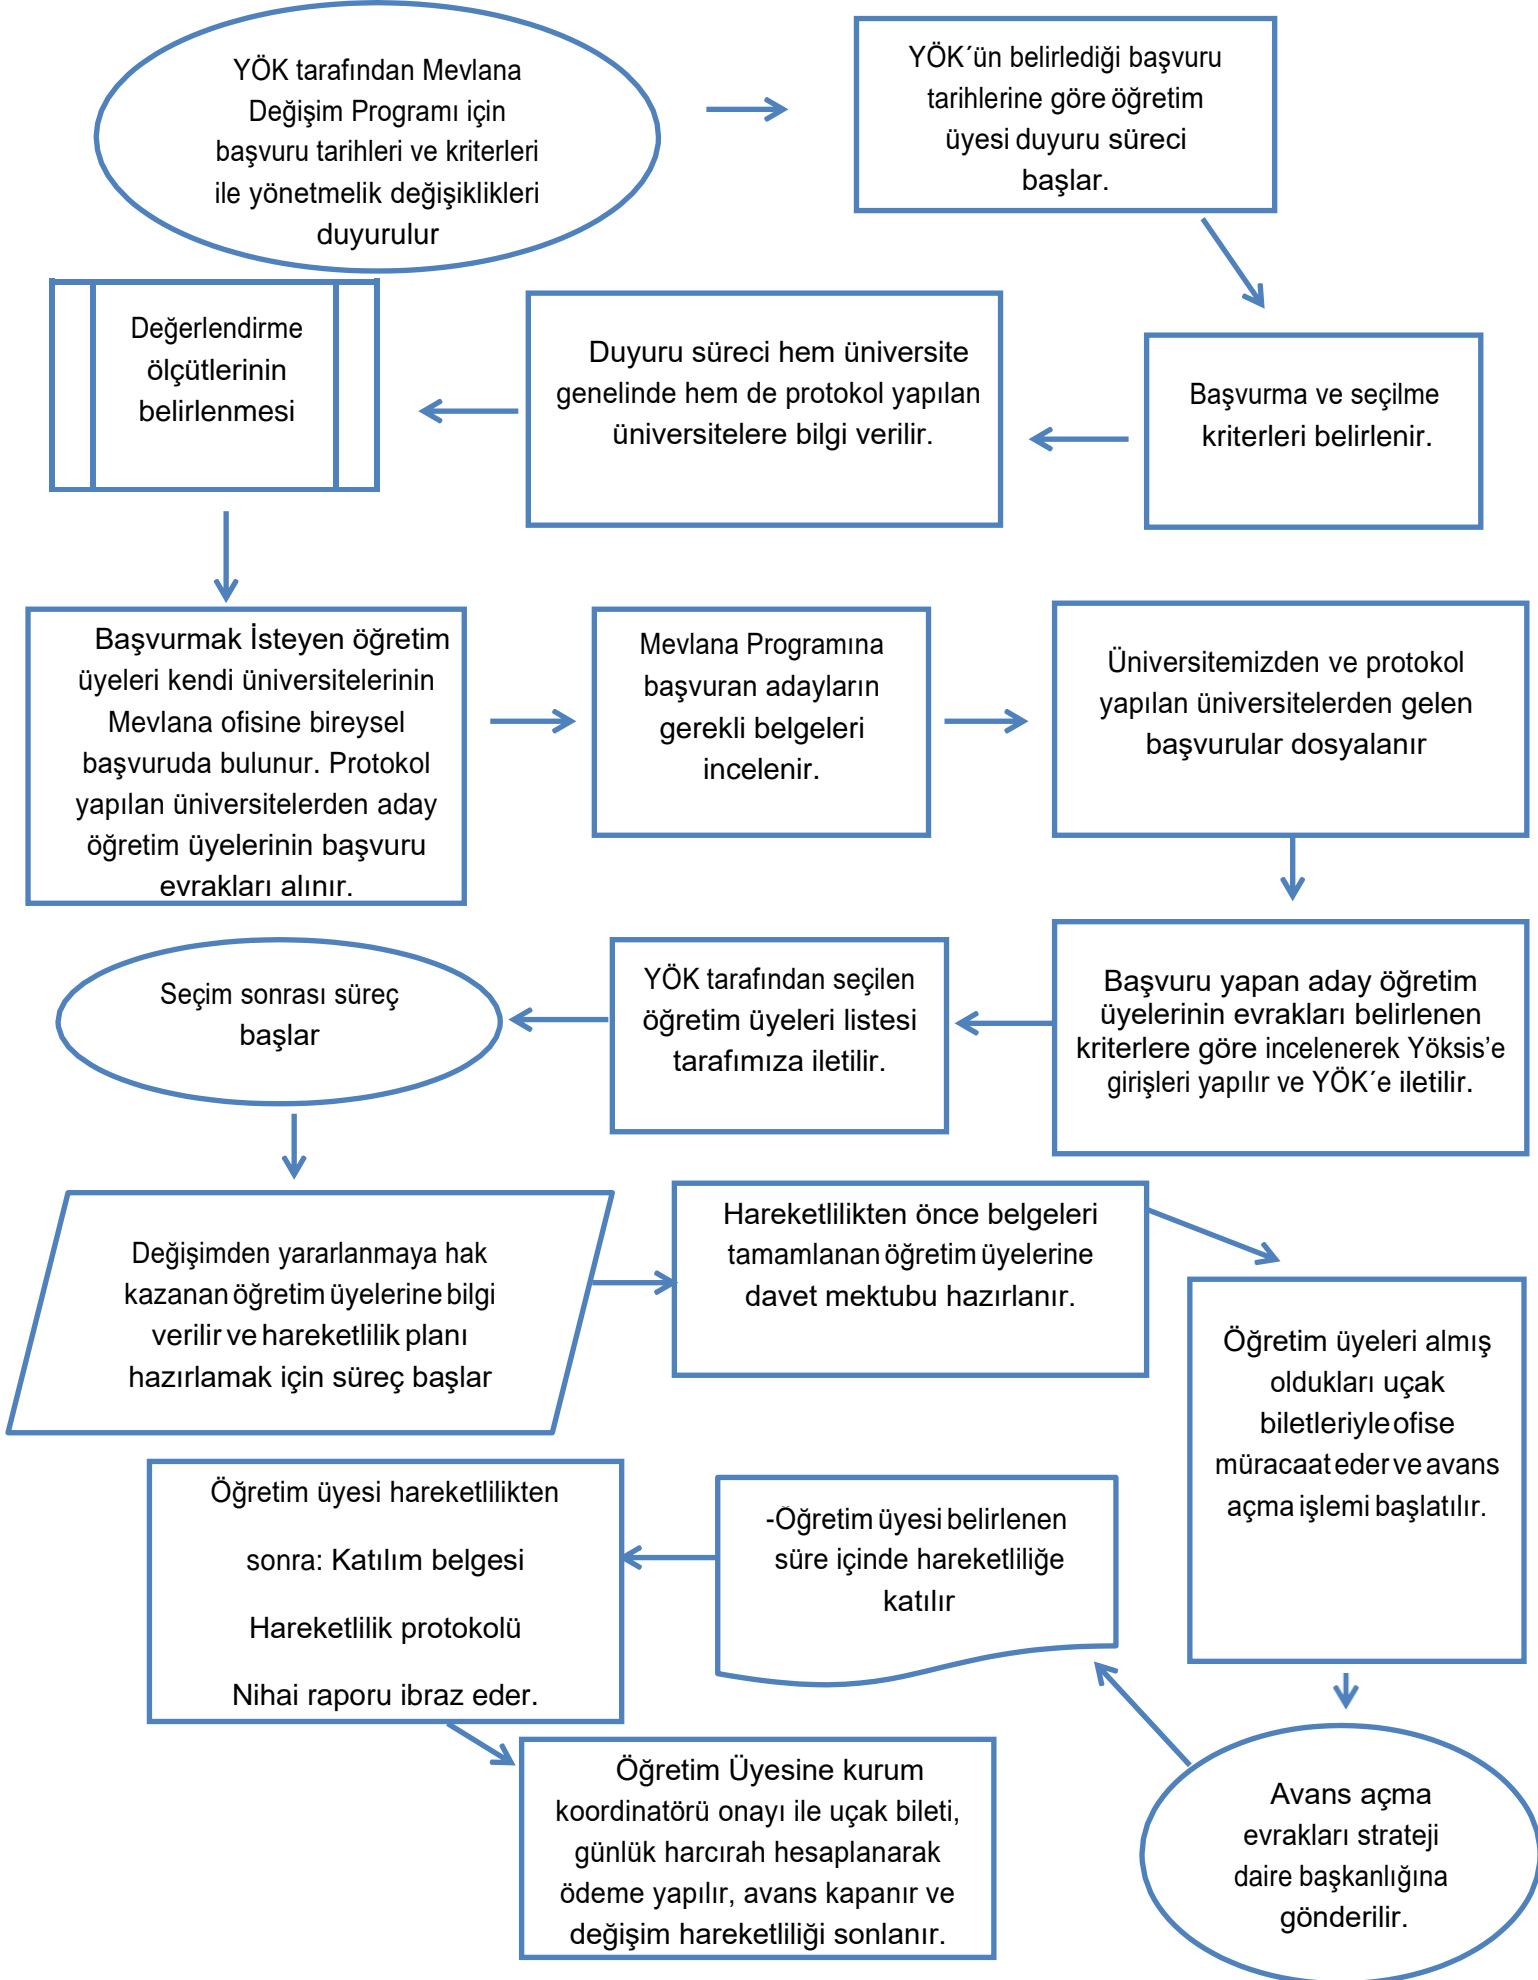 YÖK tarafından Mevlana
Değişim Programı için
başvuru tarihleri ve kriterleri
ile yönetmelik değişiklikleri
duyurulur
YÖK´ün belirlediği başvuru
tarihlerine göre öğretim
üyesi duyuru süreci
başlar.
Başvurma ve seçilme
kriterleri belirlenir.
Duyuru süreci hem üniversite
genelinde hem de protokol yapılan
üniversitelere bilgi verilir.
Değerlendirme
ölçütlerinin
belirlenmesi
Başvurmak İsteyen öğretim
üyeleri kendi üniversitelerinin
Mevlana ofisine bireysel
başvuruda bulunur. Protokol
yapılan üniversitelerden aday
öğretim üyelerinin başvuru
evrakları alınır.
Mevlana Programına
başvuran adayların
gerekli belgeleri
incelenir.
Üniversitemizden ve protokol
yapılan üniversitelerden gelen
başvurular dosyalanır
Başvuru yapan aday öğretim
üyelerinin evrakları belirlenen
kriterlere göre incelenerek Yöksis’e
girişleri yapılır ve YÖK´e iletilir.
YÖK tarafından seçilen
öğretim üyeleri listesi
tarafımıza iletilir.
Seçim sonrası süreç
başlar
Değişimden yararlanmaya hak
kazanan öğretim üyelerine bilgi
verilir ve hareketlilik planı
hazırlamak için süreç başlar
Hareketlilikten önce belgeleri
tamamlanan öğretim üyelerine
davet mektubu hazırlanır.
Öğretim üyeleri almış
oldukları uçak
biletleriyle ofise
müracaat eder ve avans
açma işlemi başlatılır.
Avans açma
evrakları strateji
daire başkanlığına
gönderilir.
-Öğretim üyesi belirlenen
süre içinde hareketliliğe
katılır
Öğretim üyesi hareketlilikten
sonra: Katılım belgesi
Hareketlilik protokolü
Nihai raporu ibraz eder.
Öğretim Üyesine kurum
koordinatörü onayı ile uçak bileti,
günlük harcırah hesaplanarak
ödeme yapılır, avans kapanır ve
değişim hareketliliği sonlanır.